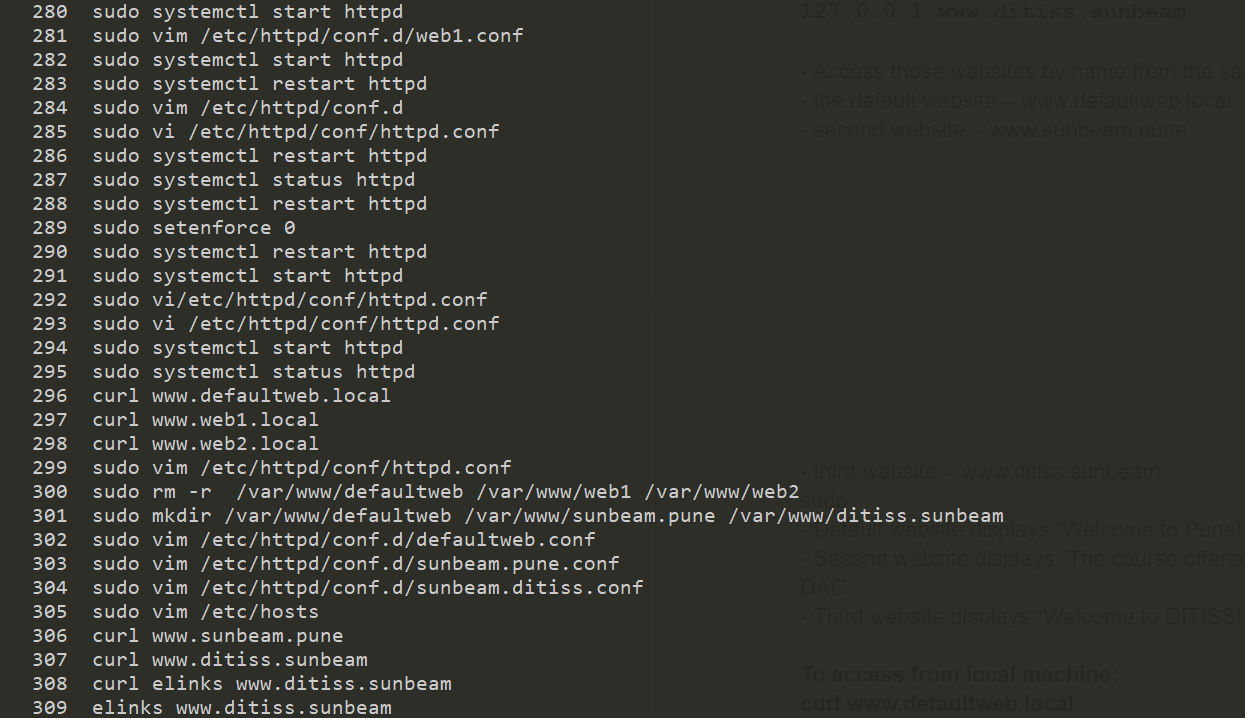 280  sudo systemctl start httpd
281  sudo vim /etc/httpd/conf.d/web1.conf
282  sudo systemctl start httpd
283  sudo systemctl restart httpd
284  sudo vim /etc/httpd/conf.d
285  sudo vi /etc/httpd/conf/httpd.conf
286  sudo systemctl restart httpd
287  sudo systemctl status httpd
288  sudo systemctl restart httpd
289  sudo setenforce 0
290  sudo systemctl restart httpd
291  sudo systemctl start httpd
292  sudo vi/etc/httpd/conf/httpd.conf
293  sudo vi /etc/httpd/conf/httpd.conf
294  sudo systemctl start httpd
295  sudo systemctl status httpd
296  curl www.defaultweb.local
297  curl www.web1.local
298  curl www.web2.local
299  sudo vim /etc/httpd/conf/httpd.conf
300  sudo rm -r  /var/www/defaultweb /var/www/web1 /var/www/web2
301  sudo mkdir /var/www/defaultweb /var/www/sunbeam.pune /var/www/ditiss.sunbeam
302  sudo vim /etc/httpd/conf.d/defaultweb.conf
303  sudo vim /etc/httpd/conf.d/sunbeam.pune.conf
304  sudo vim /etc/httpd/conf.d/sunbeam.ditiss.conf
305  sudo vim /etc/hosts
306  curl www.sunbeam.pune
307  curl www.ditiss.sunbeam
308  curl elinks www.ditiss.sunbeam
309  elinks www.ditiss.sunbeam
127.0.0.1 www.ditiss.sunbeam
- Access those websites by name from the
- the default website – www.defaultweb.local
- second website – www.sunbeam.pune
- third website – www.ditiss.sunbeam
sudo
- Default website displays "Welcome to Pune!
- Second website displays "The course offered
DAC."
- Third website displays "Welcome to DITISS!
To access from local machine:
curl www.defaultweb.local